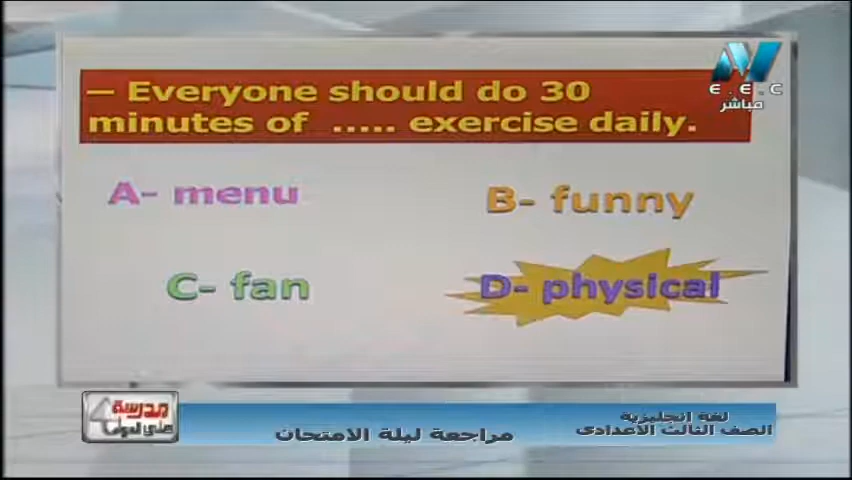 — Everyone should do 30
minutes of ..... exercise daily.
A- menu
B- funny
C- fan
D- physical
E.E.C
مباشر
مدرسة
على الهوا
لغة انجليزية
الصف الثالث الاعدادى
مراجعة ليلة الامتحان